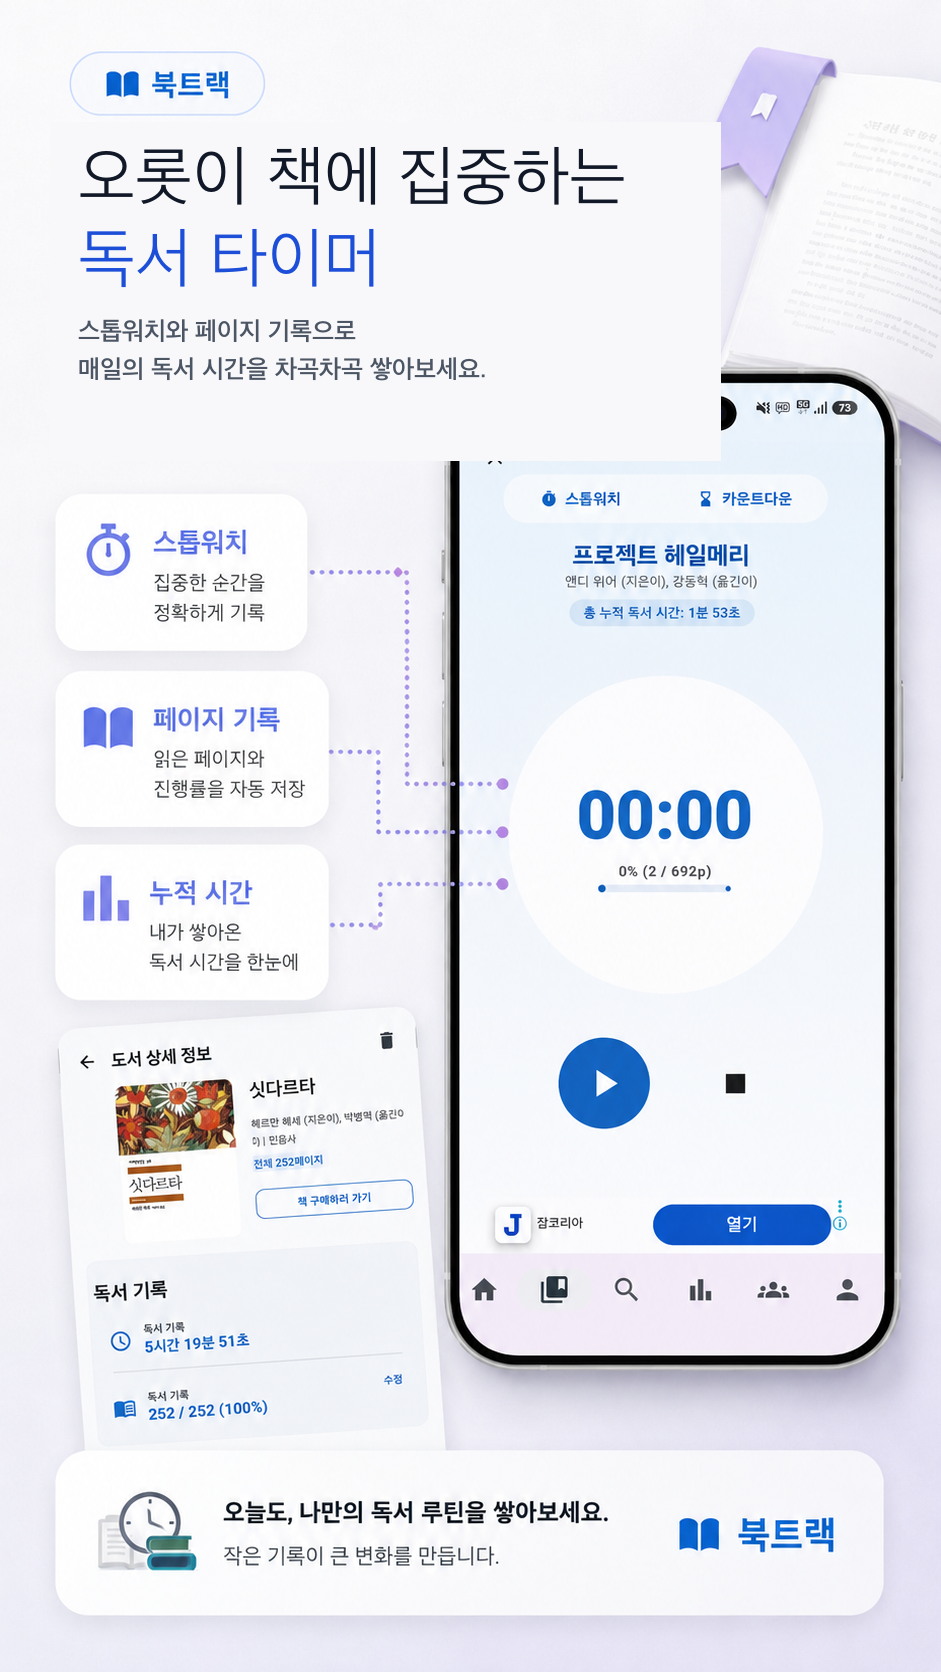 북트랙
오롯이 책에 집중하는
독서 타이머
스톱워치와 페이지 기록으로
매일의 독서 시간을 차곡차곡 쌓아보세요.
HD
5G
73
스톱워치
카운트다운
프로젝트 헤일메리
앤디 위어 (지은이), 강동혁 (옮긴이)
총 누적 독서 시간: 1분 53초
스톱워치
집중한 순간을
정확하게 기록
페이지 기록
읽은 페이지와
진행률을 자동 저장
00:00
0% (2 / 692p)
누적 시간
내가 쌓아온
독서 시간을 한눈에
도서 상세 정보
싯다르타
헤르만 헤세 (지은이), 박병덕 (옮긴이) | 민음사
전체 252페이지
책 구매하러 가기
싯다르타
독서 기록
독서 기록
5시간 19분 51초
수정
독서 기록
252 / 252 (100%)
J
잡코리아
열기
오늘도, 나만의 독서 루틴을 쌓아보세요.
작은 기록이 큰 변화를 만듭니다.
북트랙